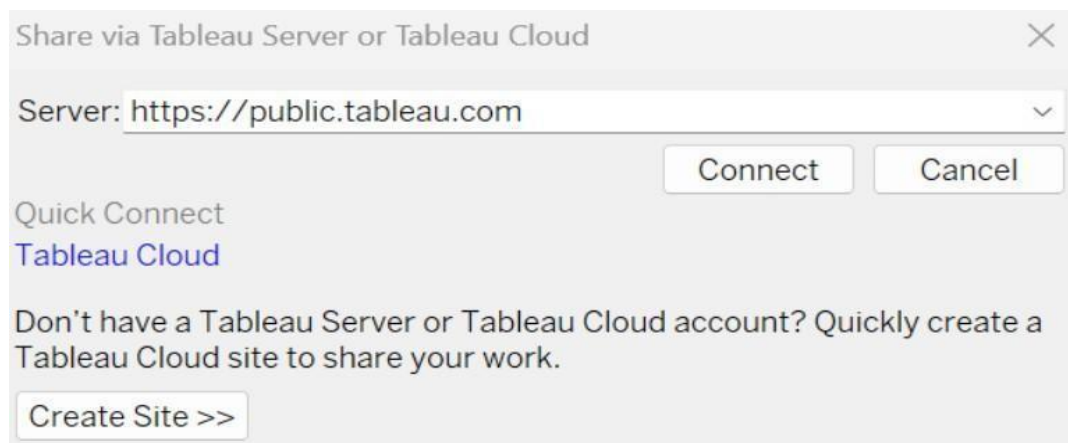 Share via Tableau Server or Tableau Cloud
Server: https://public.tableau.com
Connect Cancel
Quick Connect
Tableau Cloud
Don't have a Tableau Server or Tableau Cloud account? Quickly create a
Tableau Cloud site to share your work.
Create Site >>